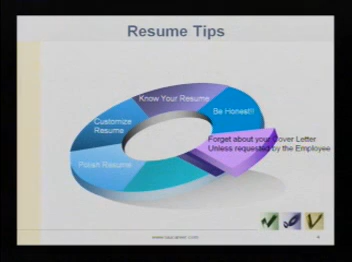 Resume Tips
Know Your Resume
Be Honest!!
Customize
Resume
Forget about your Cover Letter
Unless requested by the Employee
Polish Resume